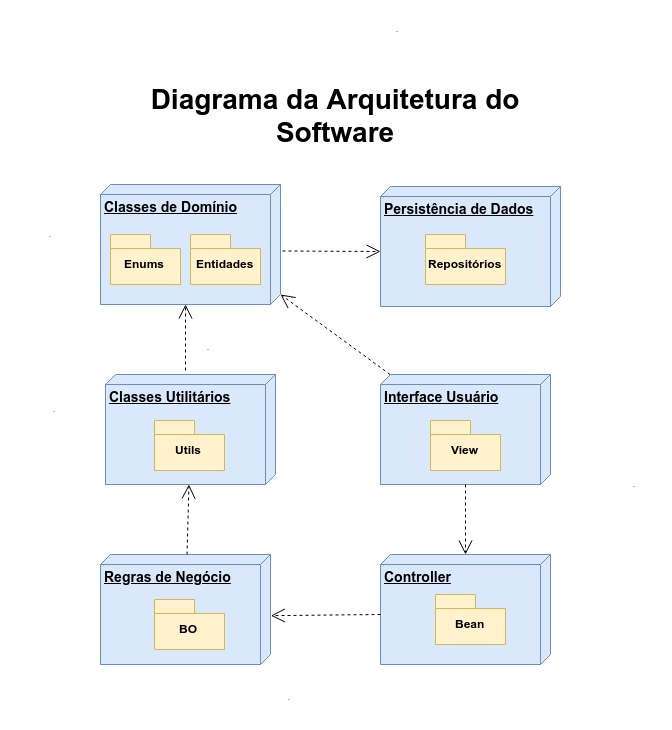 Diagrama da Arquitetura do
Software
Classes de Domínio
Enums
Entidades
Persistência de Dados
Repositórios
Classes Utilitários
Utils
Interface Usuário
View
Regras de Negócio
BO
Controller
Bean